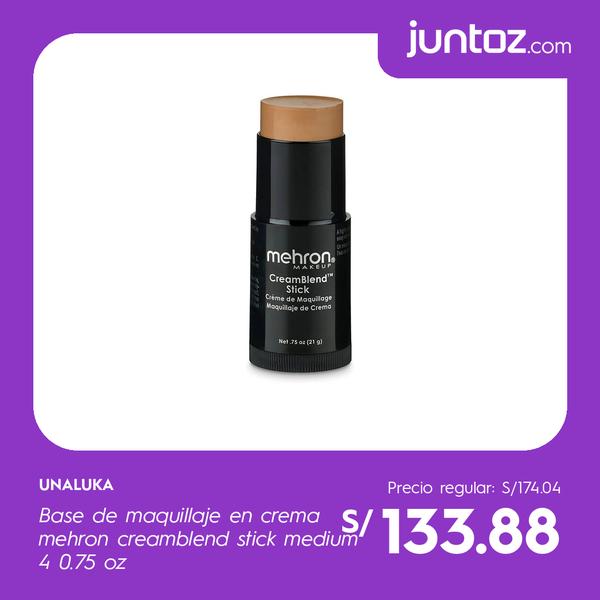 juntoz.com
mehron®
MAKEUP
CreamBlend™
Stick
Crème de Maquillage
Maquillaje de Crema
Net .75 oz (21 g)
UNALUKA
Base de maquillaje en crema
mehron creamblend stick medium
4 0.75 oz
Precio regular: S/174.04
S/ 133.88